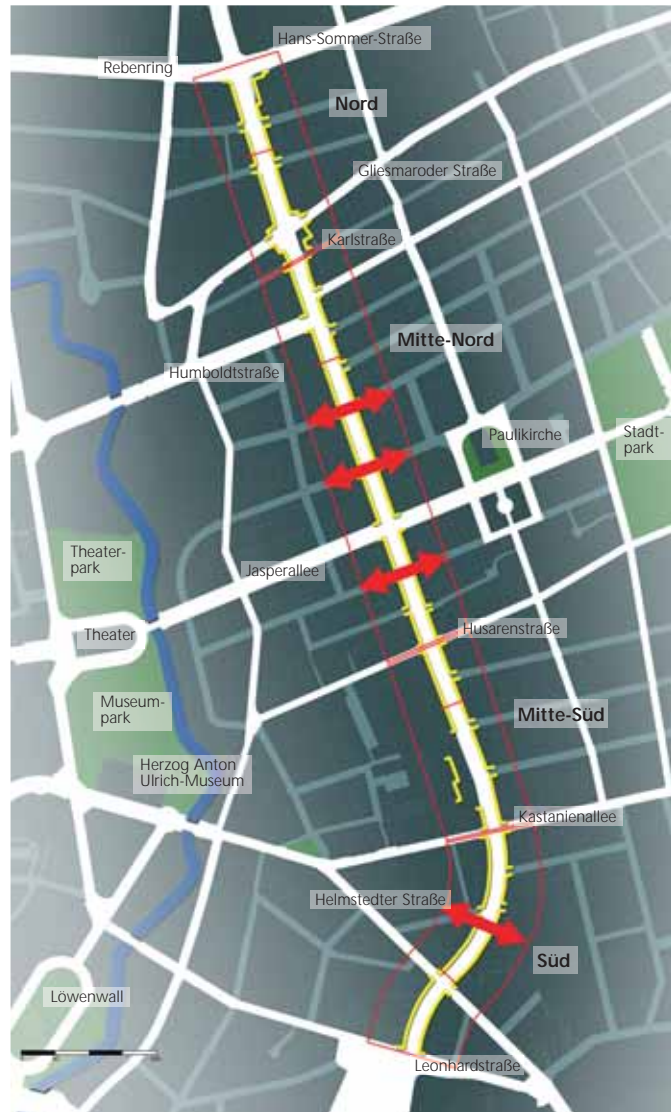 Hans-Sommer-Straße
Rebenring
Nord
Gliesmaroder Straße
Karlstraße
Mitte-Nord
Humboldtstraße
Paulikirche
Stadt-
park
Theater-
park
Jasperallee
Theater
Husarenstraße
Museum-
park
Mitte-Süd
Herzog Anton
Ulrich-Museum
Kastanienallee
Helmstedter Straße
Süd
Löwenwall
Leonhardstraße